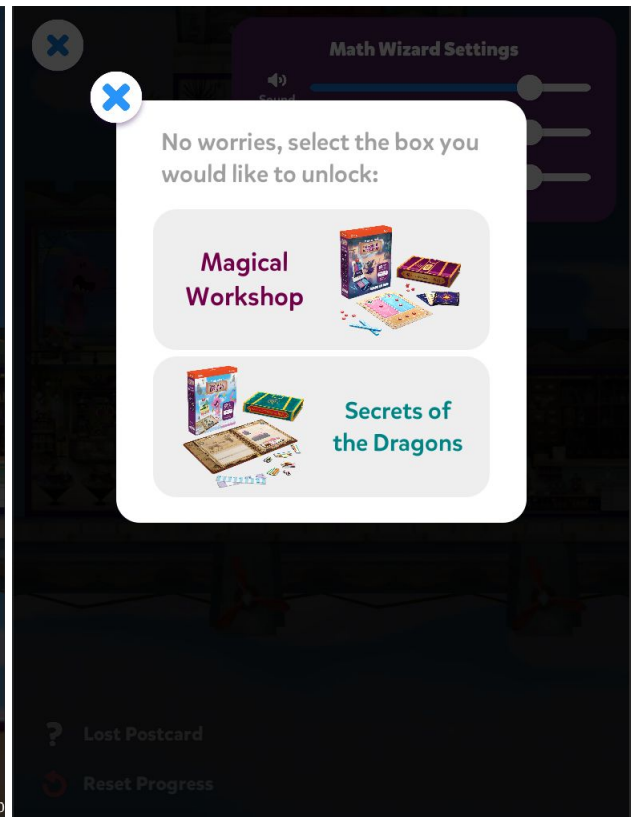 Math Wizard Settings
Sound
No worries, select the box you
would like to unlock:
Magical
Workshop
Secrets of
the Dragons
? Lost Postcard
Reset Progress